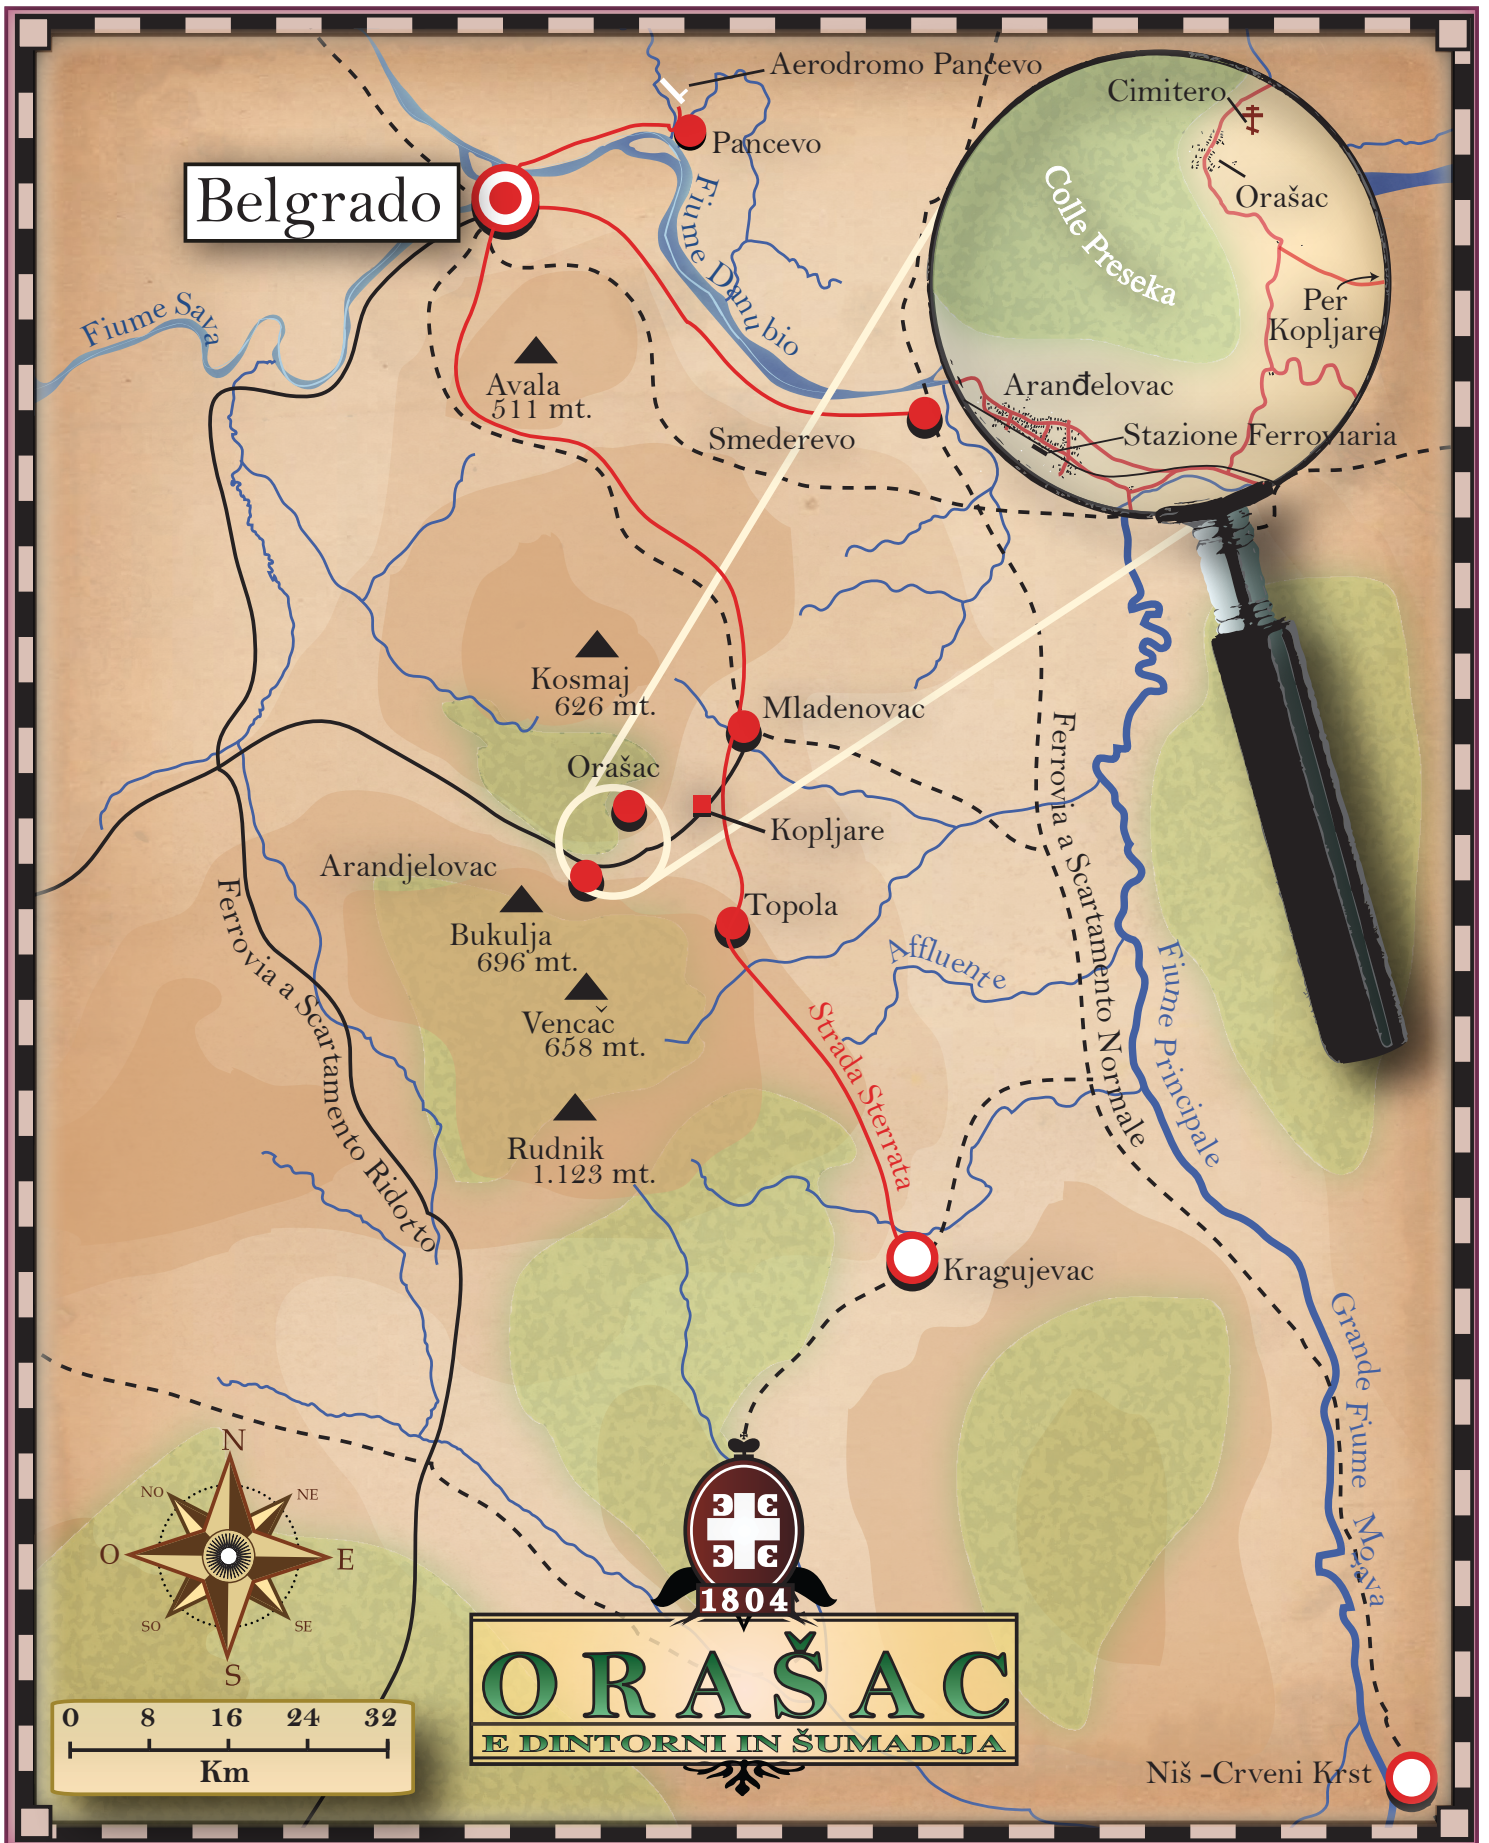 Aerodromo Pancevo
Pancevo
Belgrado
Fiume Sava
Fiume Danubio
Avala
511 mt.
Smederevo
Cimitero
Orašac
Colle Preseka
Per
Kopljare
Aranđelovac
Stazione Ferroviaria
Kosmaj
626 mt.
Mladenovac
Orašac
Kopljare
Arandjelovac
Topola
Bukulja
696 mt.
Venčač
658 mt.
Rudnik
1.123 mt.
Ferrovia a Scartamento Ridotto
Ferrovia a Scartamento Normale
Affluente
Fiume Principale
Strada Sterrata
Kragujevac
Grande Fiume Morava
N
NO
NE
O
E
SO
SE
S
0 8 16 24 32
Km
1804
ORAŠAC
E DINTORNI IN ŠUMADIJA
Niš -Crveni Krst